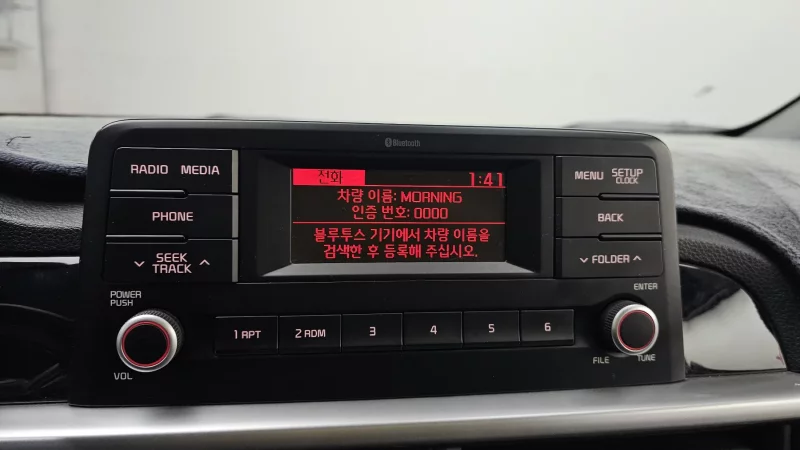 Bluetooth
RADIO MEDIA
PHONE
SEEK
TRACK
전화 1:41
차량 이름: MORNING
인증 번호: 0000
블루투스 기기에서 차량 이름을
검색한 후 등록해 주십시오.
MENU SETUP
CLOCK
BACK
FOLDER
POWER
PUSH
VOL
1 RPT 2 RDM 3 4 5 6
ENTER
FILE TUNE